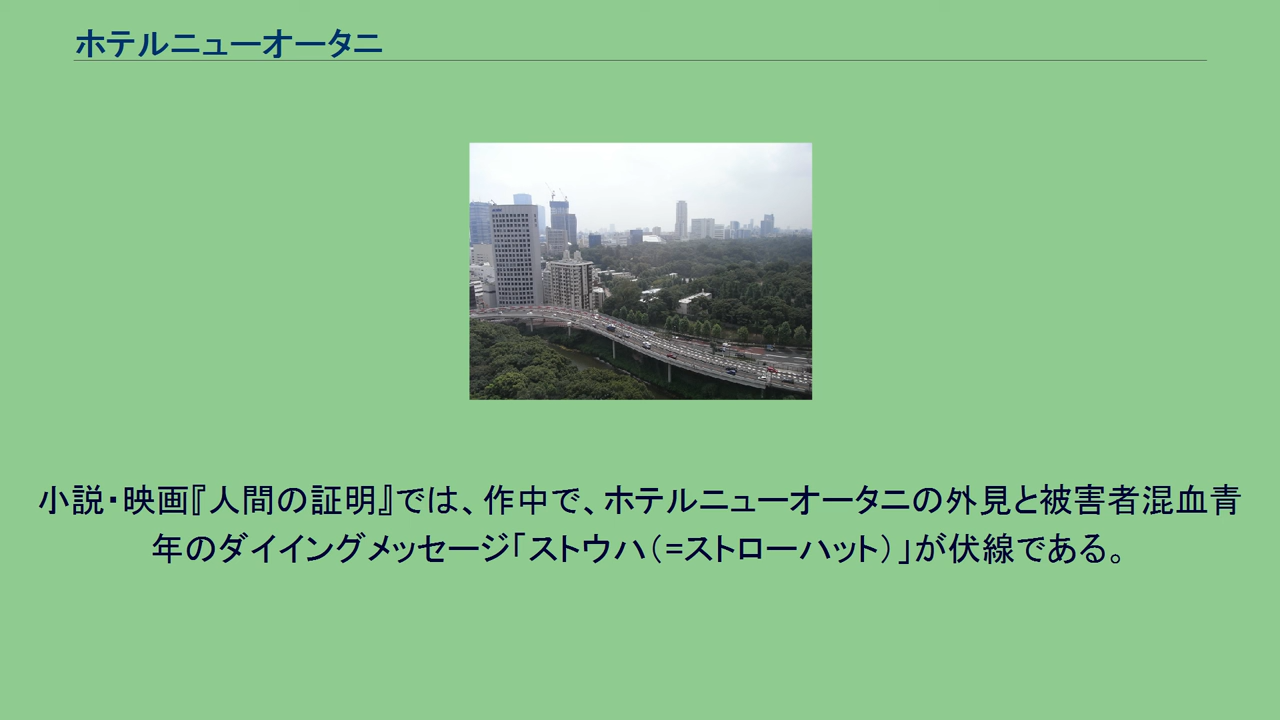 ホテルニューオータニ
小説・映画『人間の証明』では、作中で、ホテルニューオータニの外見と被害者混血青
年のダイイングメッセージ「ストウハ（=ストローハット）」が伏線である。